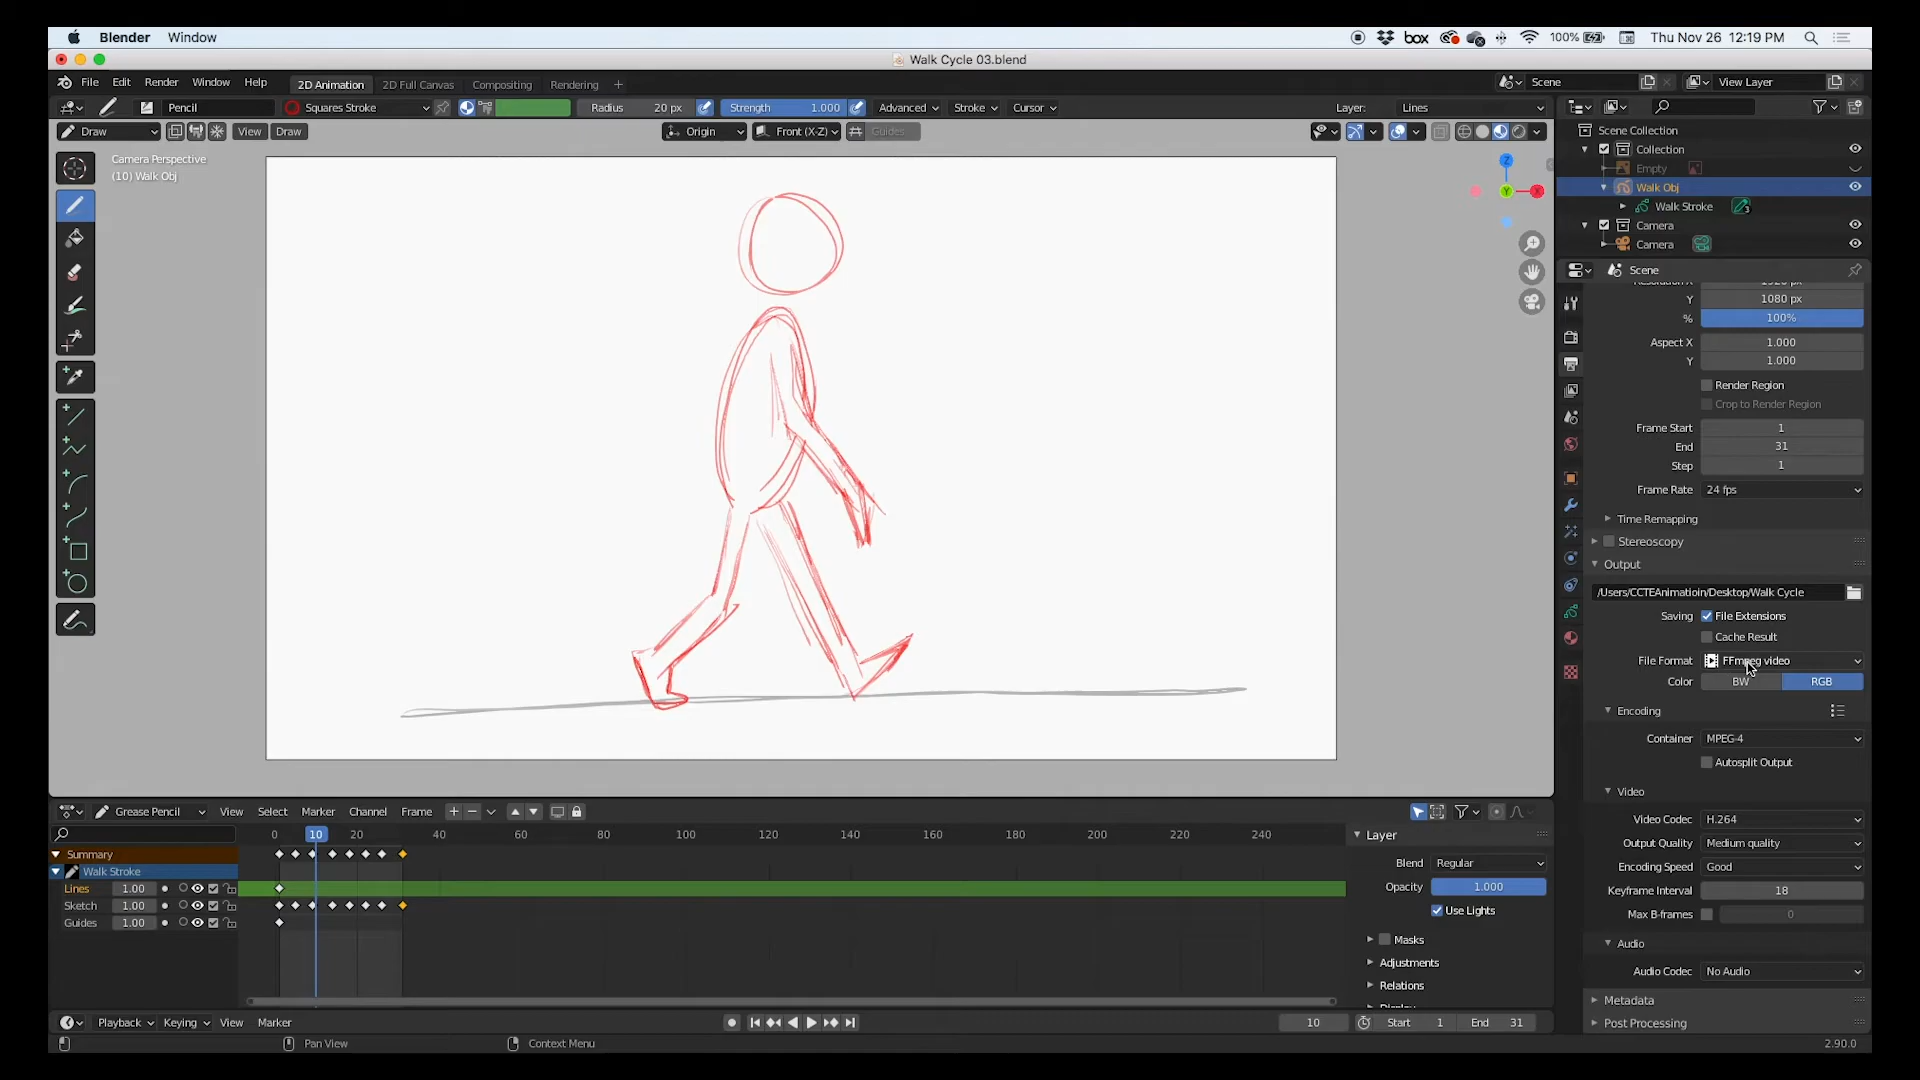 Blender Window box 100% Thu Nov 26 12:19 PM
Walk Cycle 03.blend
File Edit Render Window Help 2D Animation 2D Full Canvas Compositing Rendering + Scene View Layer
Pencil Squares Stroke Radius 20 px Strength 1.000 Advanced Stroke Cursor Layer: Lines
Draw View Draw Origin Front (X-Z) Guides
Camera Perspective
(10) Walk Obj
Z
Y
X
Scene Collection
Collection
Empty
Walk Obj
Walk Stroke 3
Camera
Camera
Scene
Y 1080 px
% 100%
Aspect X 1.000
Y 1.000
Render Region
Crop to Render Region
Frame Start 1
End 31
Step 1
Frame Rate 24 fps
Time Remapping
Stereoscopy
Output
/Users/CCTEAnimatioin/Desktop/Walk Cycle
Saving File Extensions
Cache Result
File Format FFmpeg video
Color BW RGB
Encoding
Container MPEG-4
Autosplit Output
Video
Video Codec H.264
Output Quality Medium quality
Encoding Speed Good
Keyframe Interval 18
Max B-frames 0
Audio
Audio Codec No Audio
Metadata
Post Processing
Grease Pencil View Select Marker Channel Frame
0 10 20 40 60 80 100 120 140 160 180 200 220 240
Summary
Walk Stroke
Lines 1.00
Sketch 1.00
Guides 1.00
Layer
Blend Regular
Opacity 1.000
Use Lights
Masks
Adjustments
Relations
Playback Keying View Marker 10 Start 1 End 31
Pan View Context Menu 2.90.0